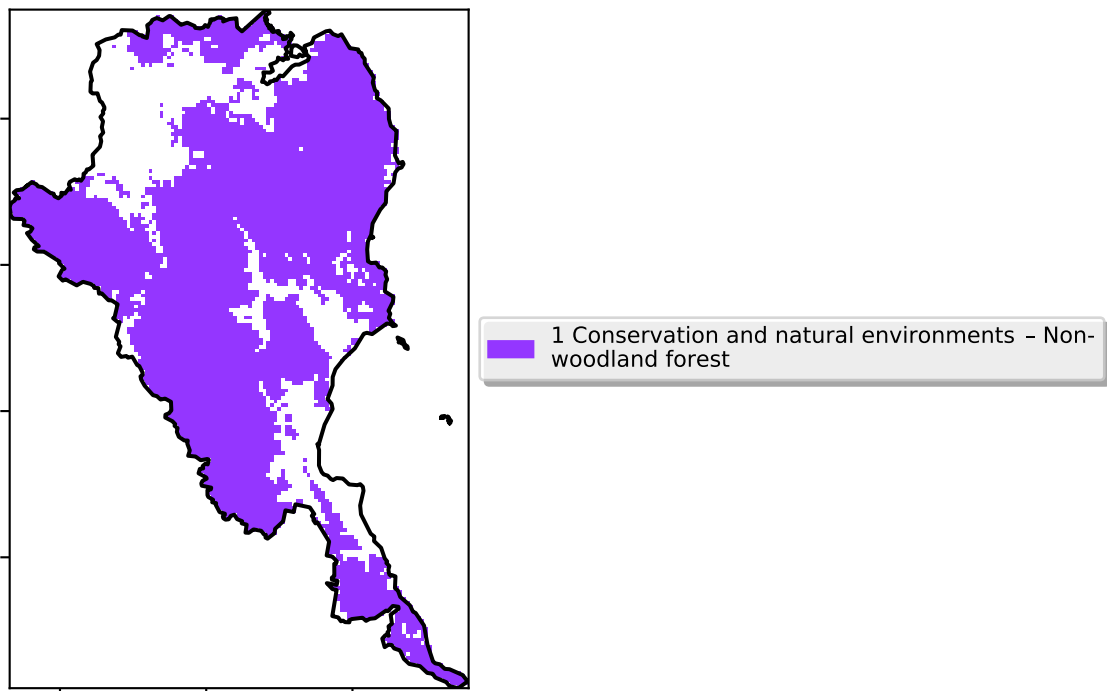 1 Conservation and natural environments – Non-
woodland forest